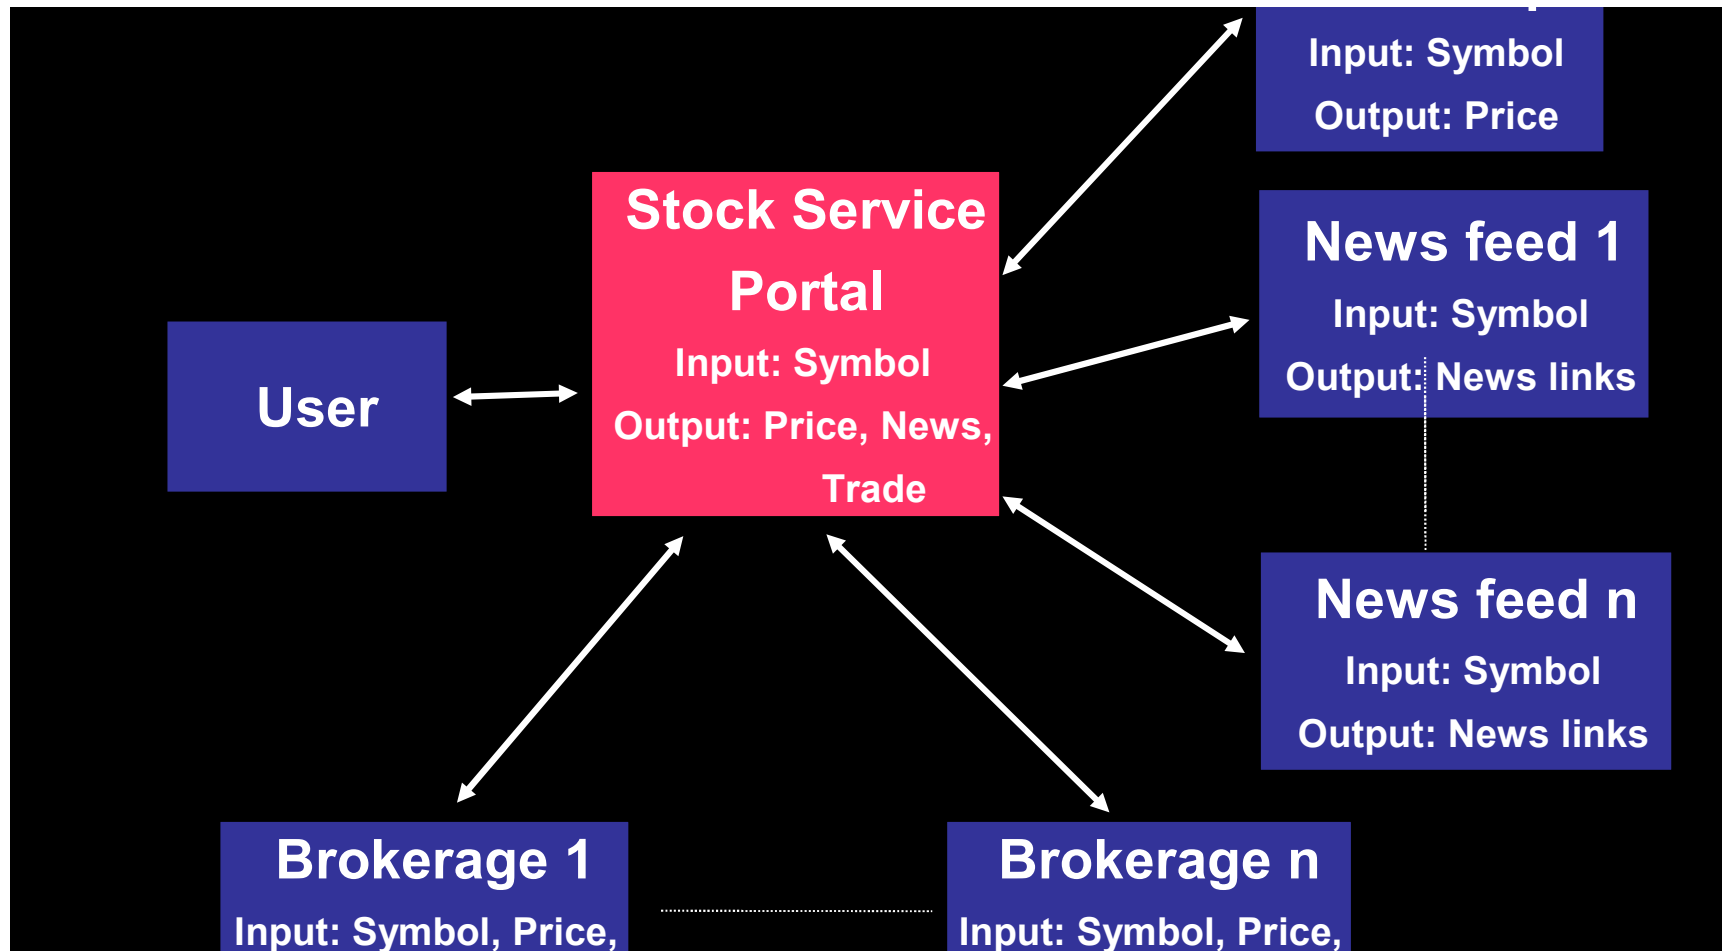 Input: Symbol
Output: Price
Stock Service
Portal
Input: Symbol
Output: Price, News,
Trade
News feed 1
Input: Symbol
Output: News links
User
News feed n
Input: Symbol
Output: News links
Brokerage 1
Input: Symbol, Price,
Brokerage n
Input: Symbol, Price,